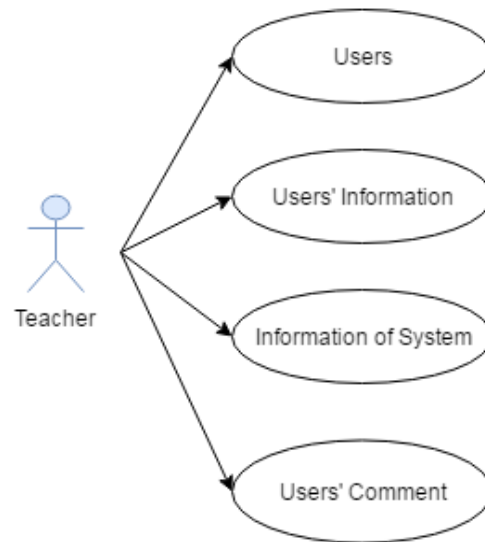 Users
Users' Information
Teacher
Information of System
Users' Comment